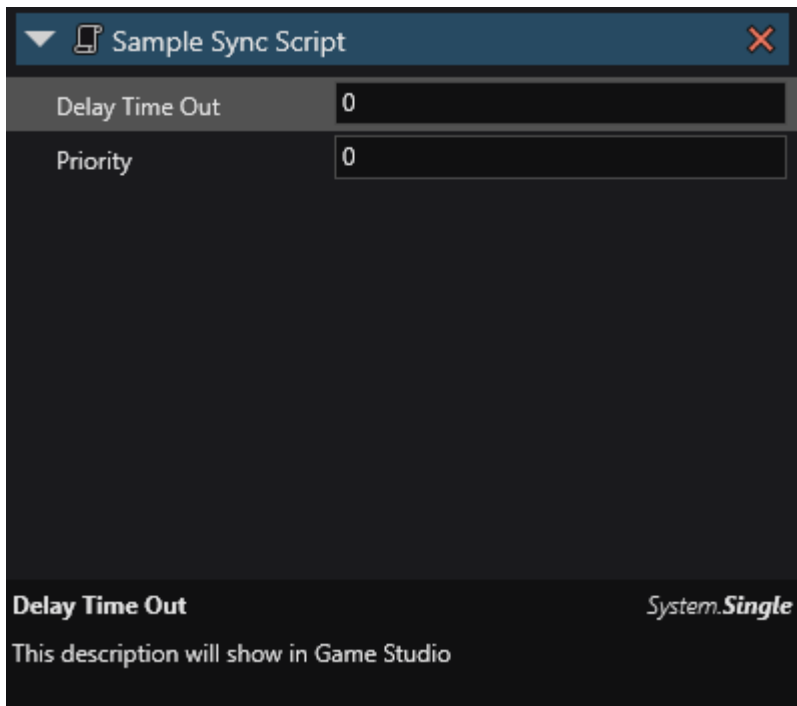 Sample Sync Script
Delay Time Out 0
Priority 0
Delay Time Out System.Single
This description will show in Game Studio